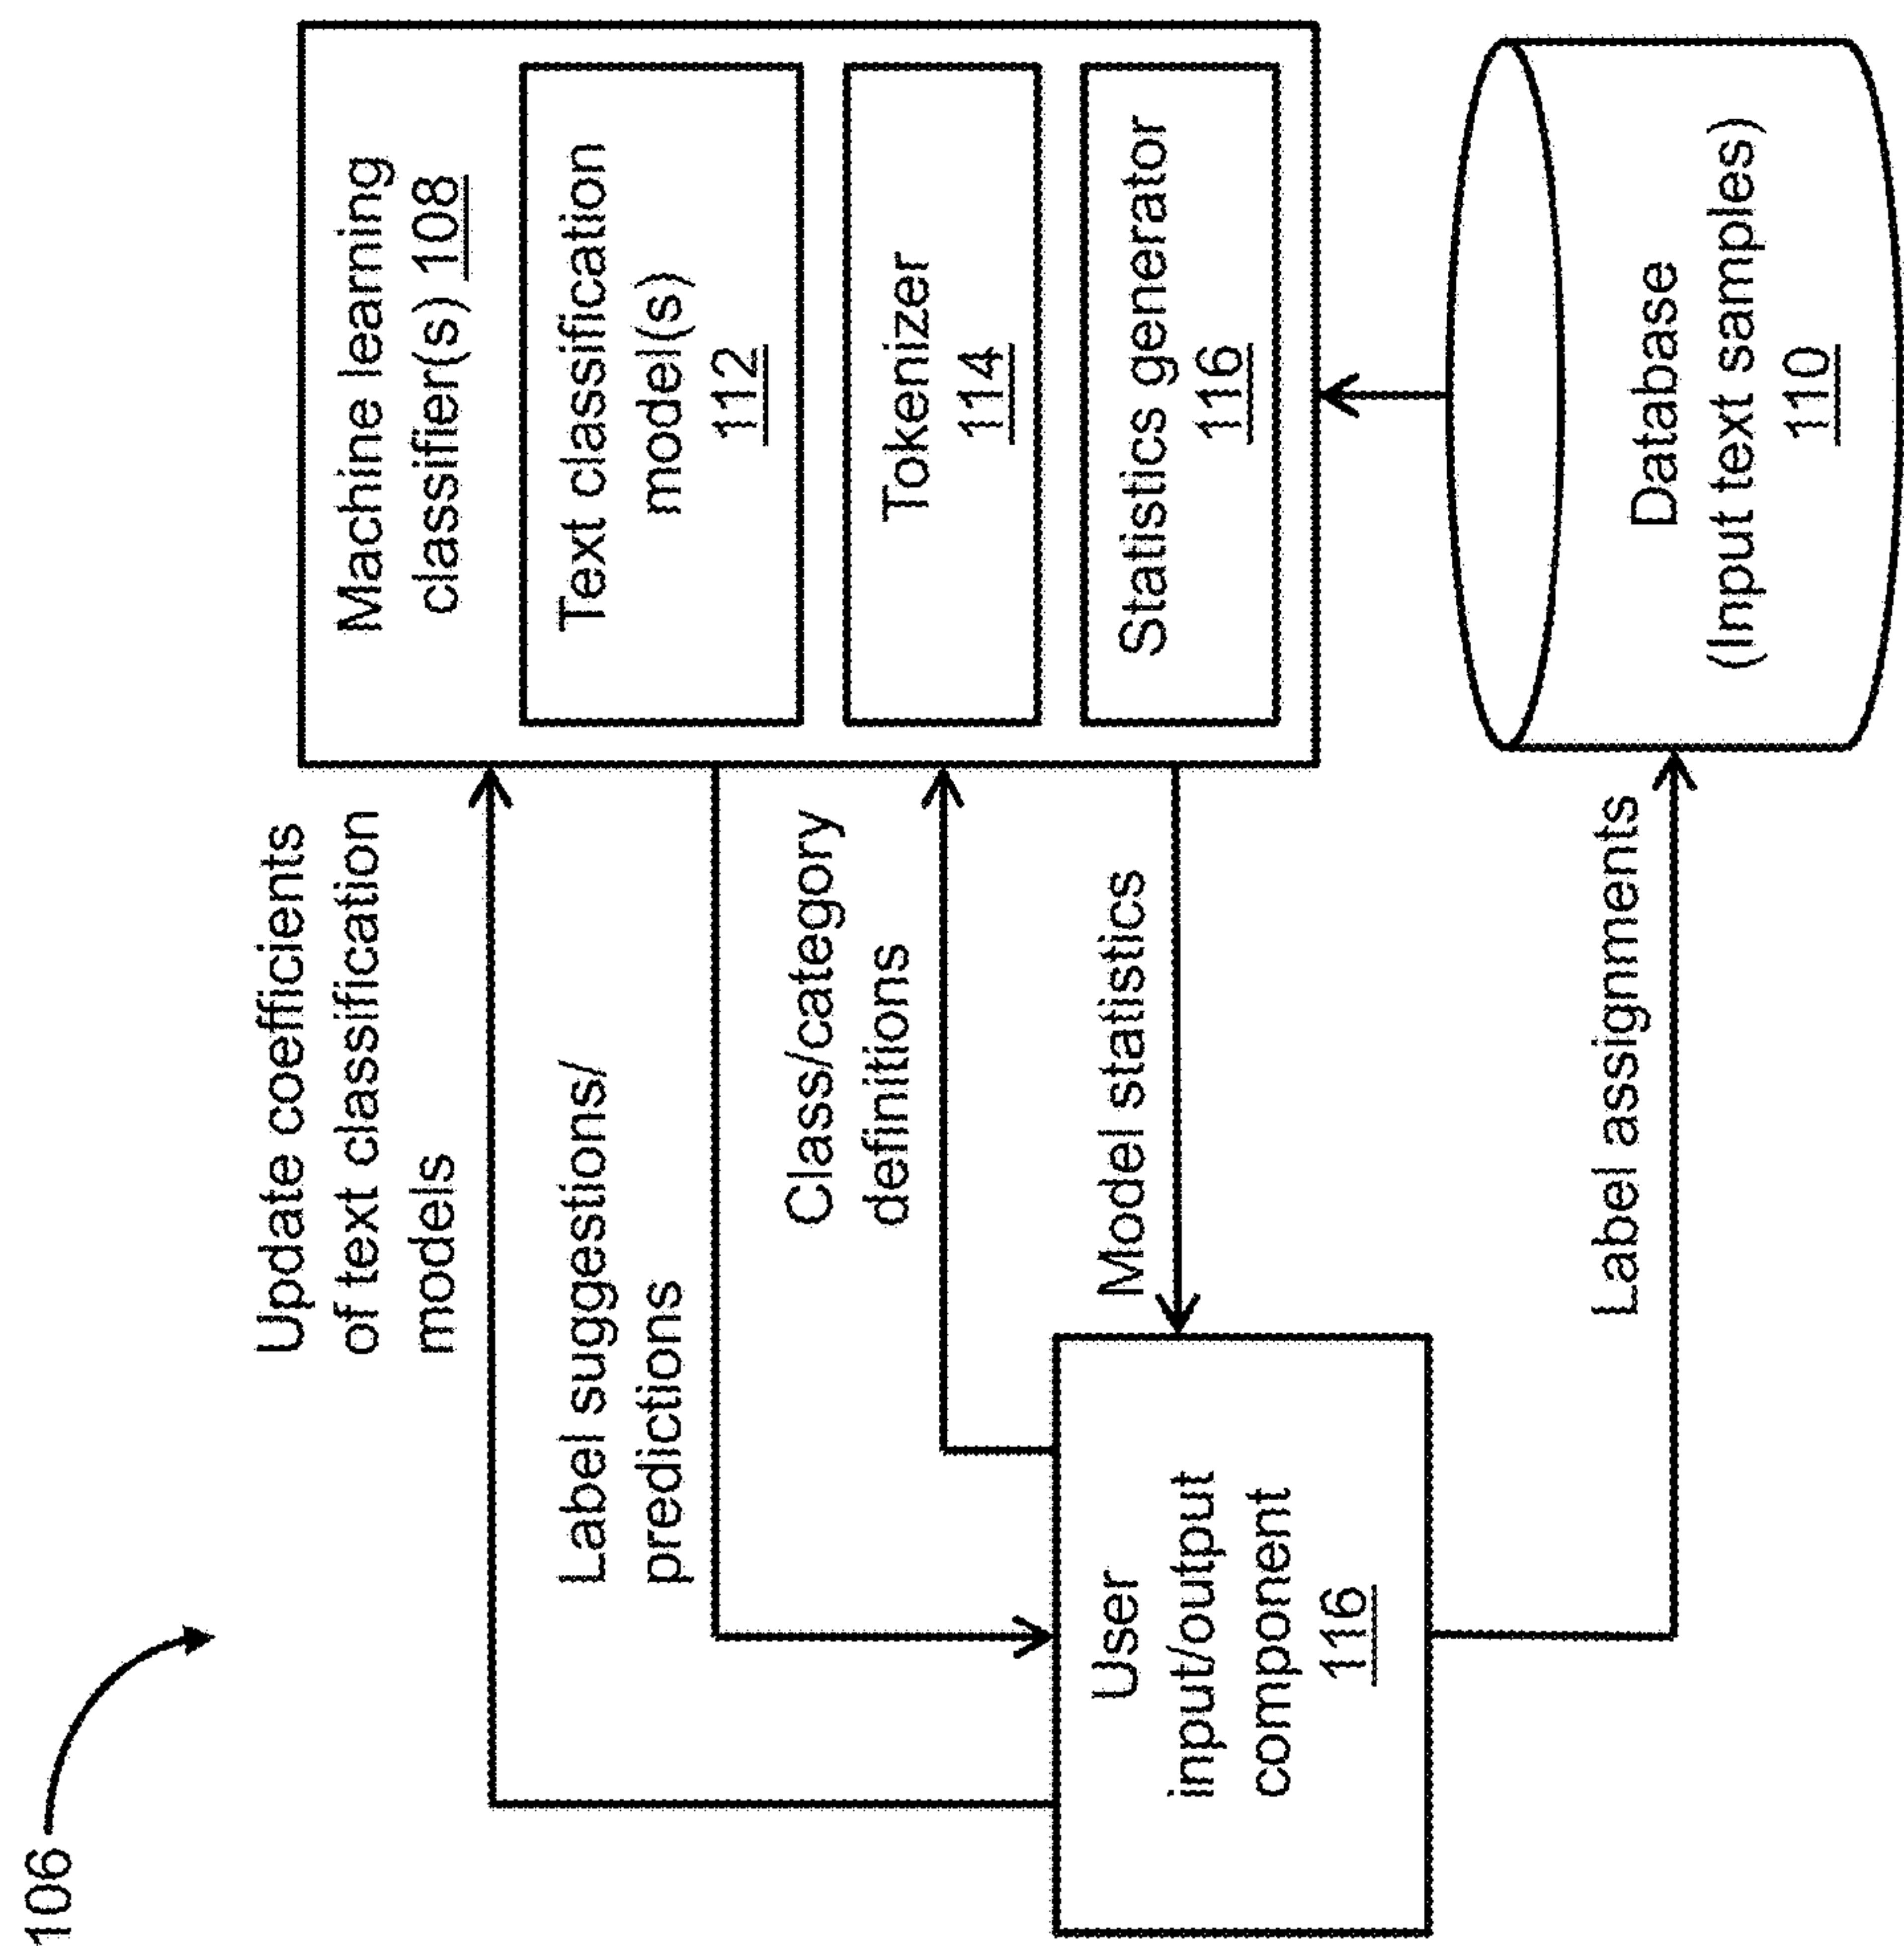 106
Update coefficients
of text classification
models
Label suggestions/
predictions
Class/category
definitions
Model statistics
Label assignments
User
input/output
component
116
Machine learning
classifier(s) 108
Text classification
model(s)
112
Tokenizer
114
Statistics generator
116
Database
(Input text samples)
110